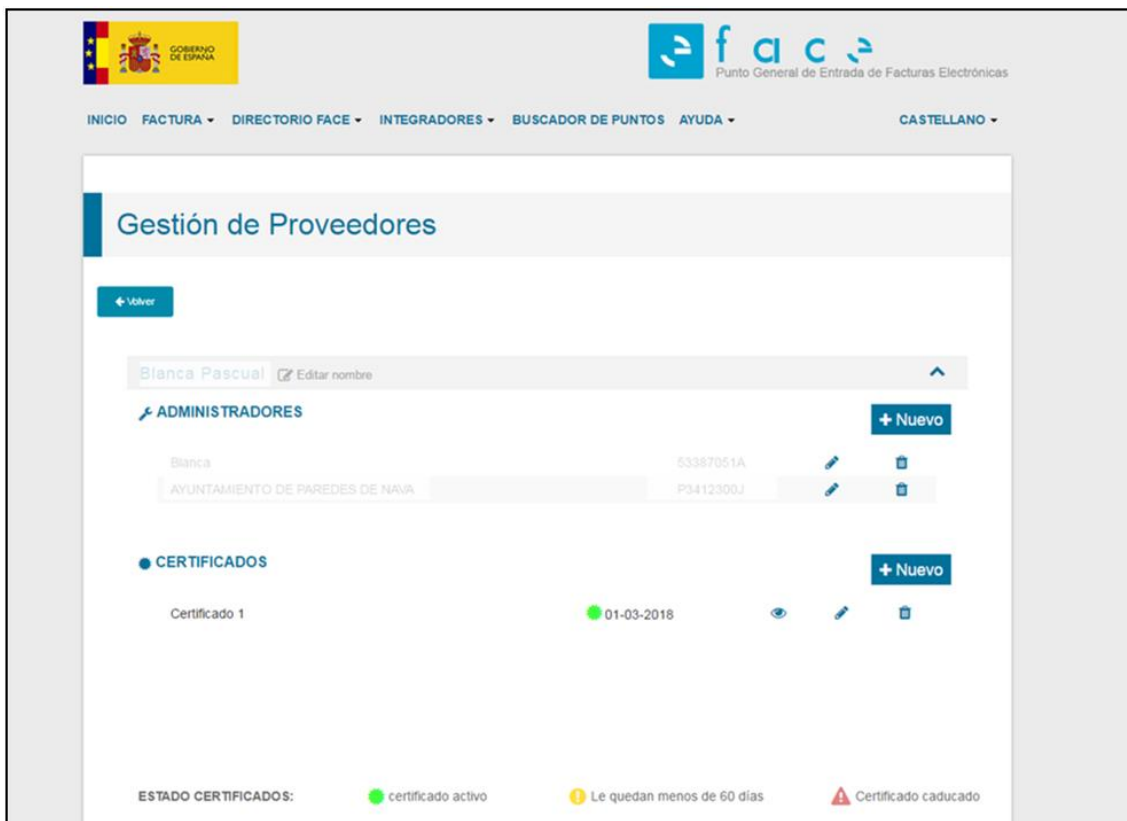 GOBIERNO
DE ESPAÑA
face
Punto General de Entrada de Facturas Electrónicas
INICIO FACTURA DIRECTORIO FACE INTEGRADORES BUSCADOR DE PUNTOS AYUDA CASTELLANO
Gestión de Proveedores
Volver
Blanca Pascual Editar nombre
ADMINISTRADORES
+ Nuevo
Blanca 53387051A
AYUNTAMIENTO DE PAREDES DE NAVA P3412300J
CERTIFICADOS
+ Nuevo
Certificado 1 01-03-2018
ESTADO CERTIFICADOS: certificado activo Le quedan menos de 60 días Certificado caducado